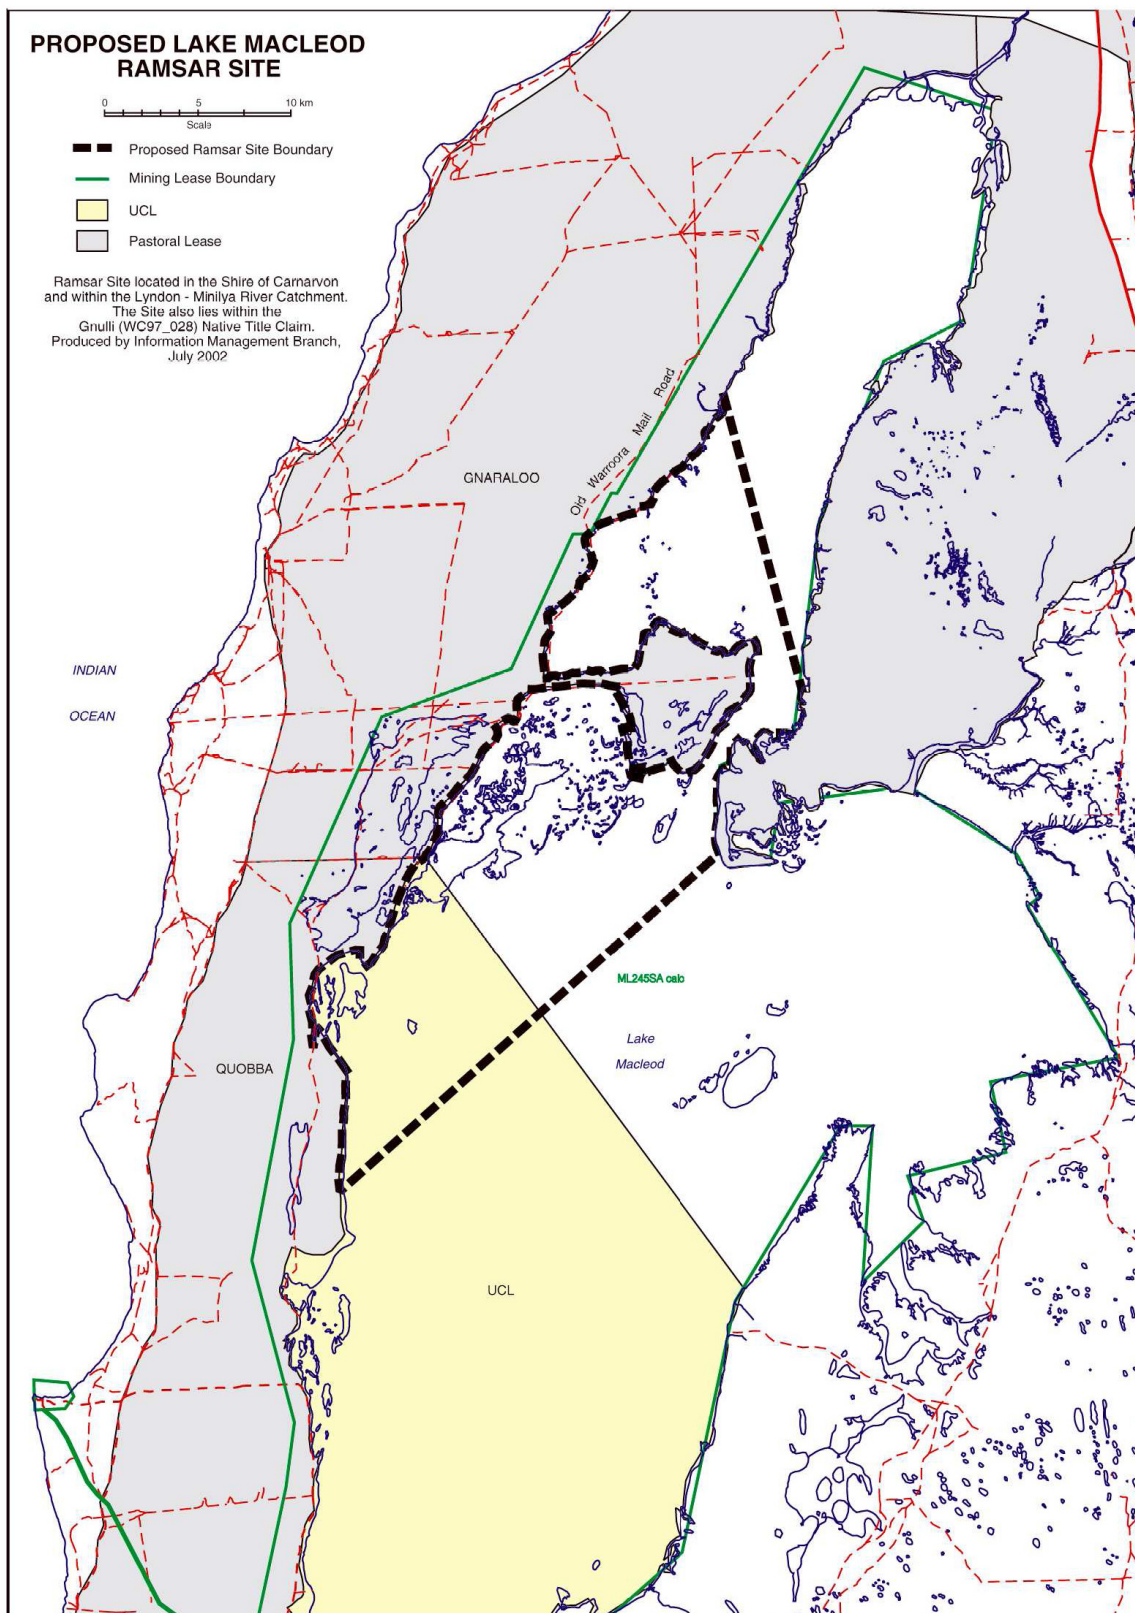 PROPOSED LAKE MACLEOD
RAMSAR SITE
0 5 10 km
Scale
Proposed Ramsar Site Boundary
Mining Lease Boundary
UCL
Pastoral Lease
Ramsar Site located in the Shire of Carnarvon
and within the Lyndon - Minilya River Catchment.
The Site also lies within the
Gnulli (WC97_028) Native Title Claim.
Produced by Information Management Branch,
July 2002
Old Warroora Mail Road
GNARALOO
INDIAN
OCEAN
ML245SA
Lake
Macleod
QUOBBA
UCL